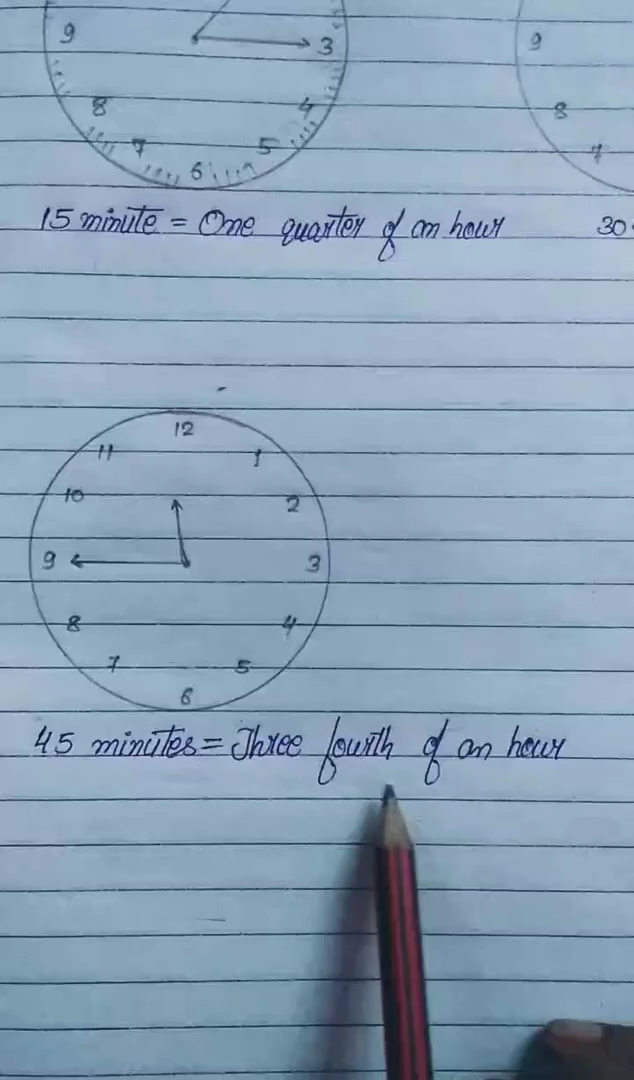 9 3 9
8 4 8
7 5 7
6
15 minute = One quarter of an hour 30
12
11 1
10 2
9 3
8 4
7 5
6
45 minutes = Three fourth of an hour